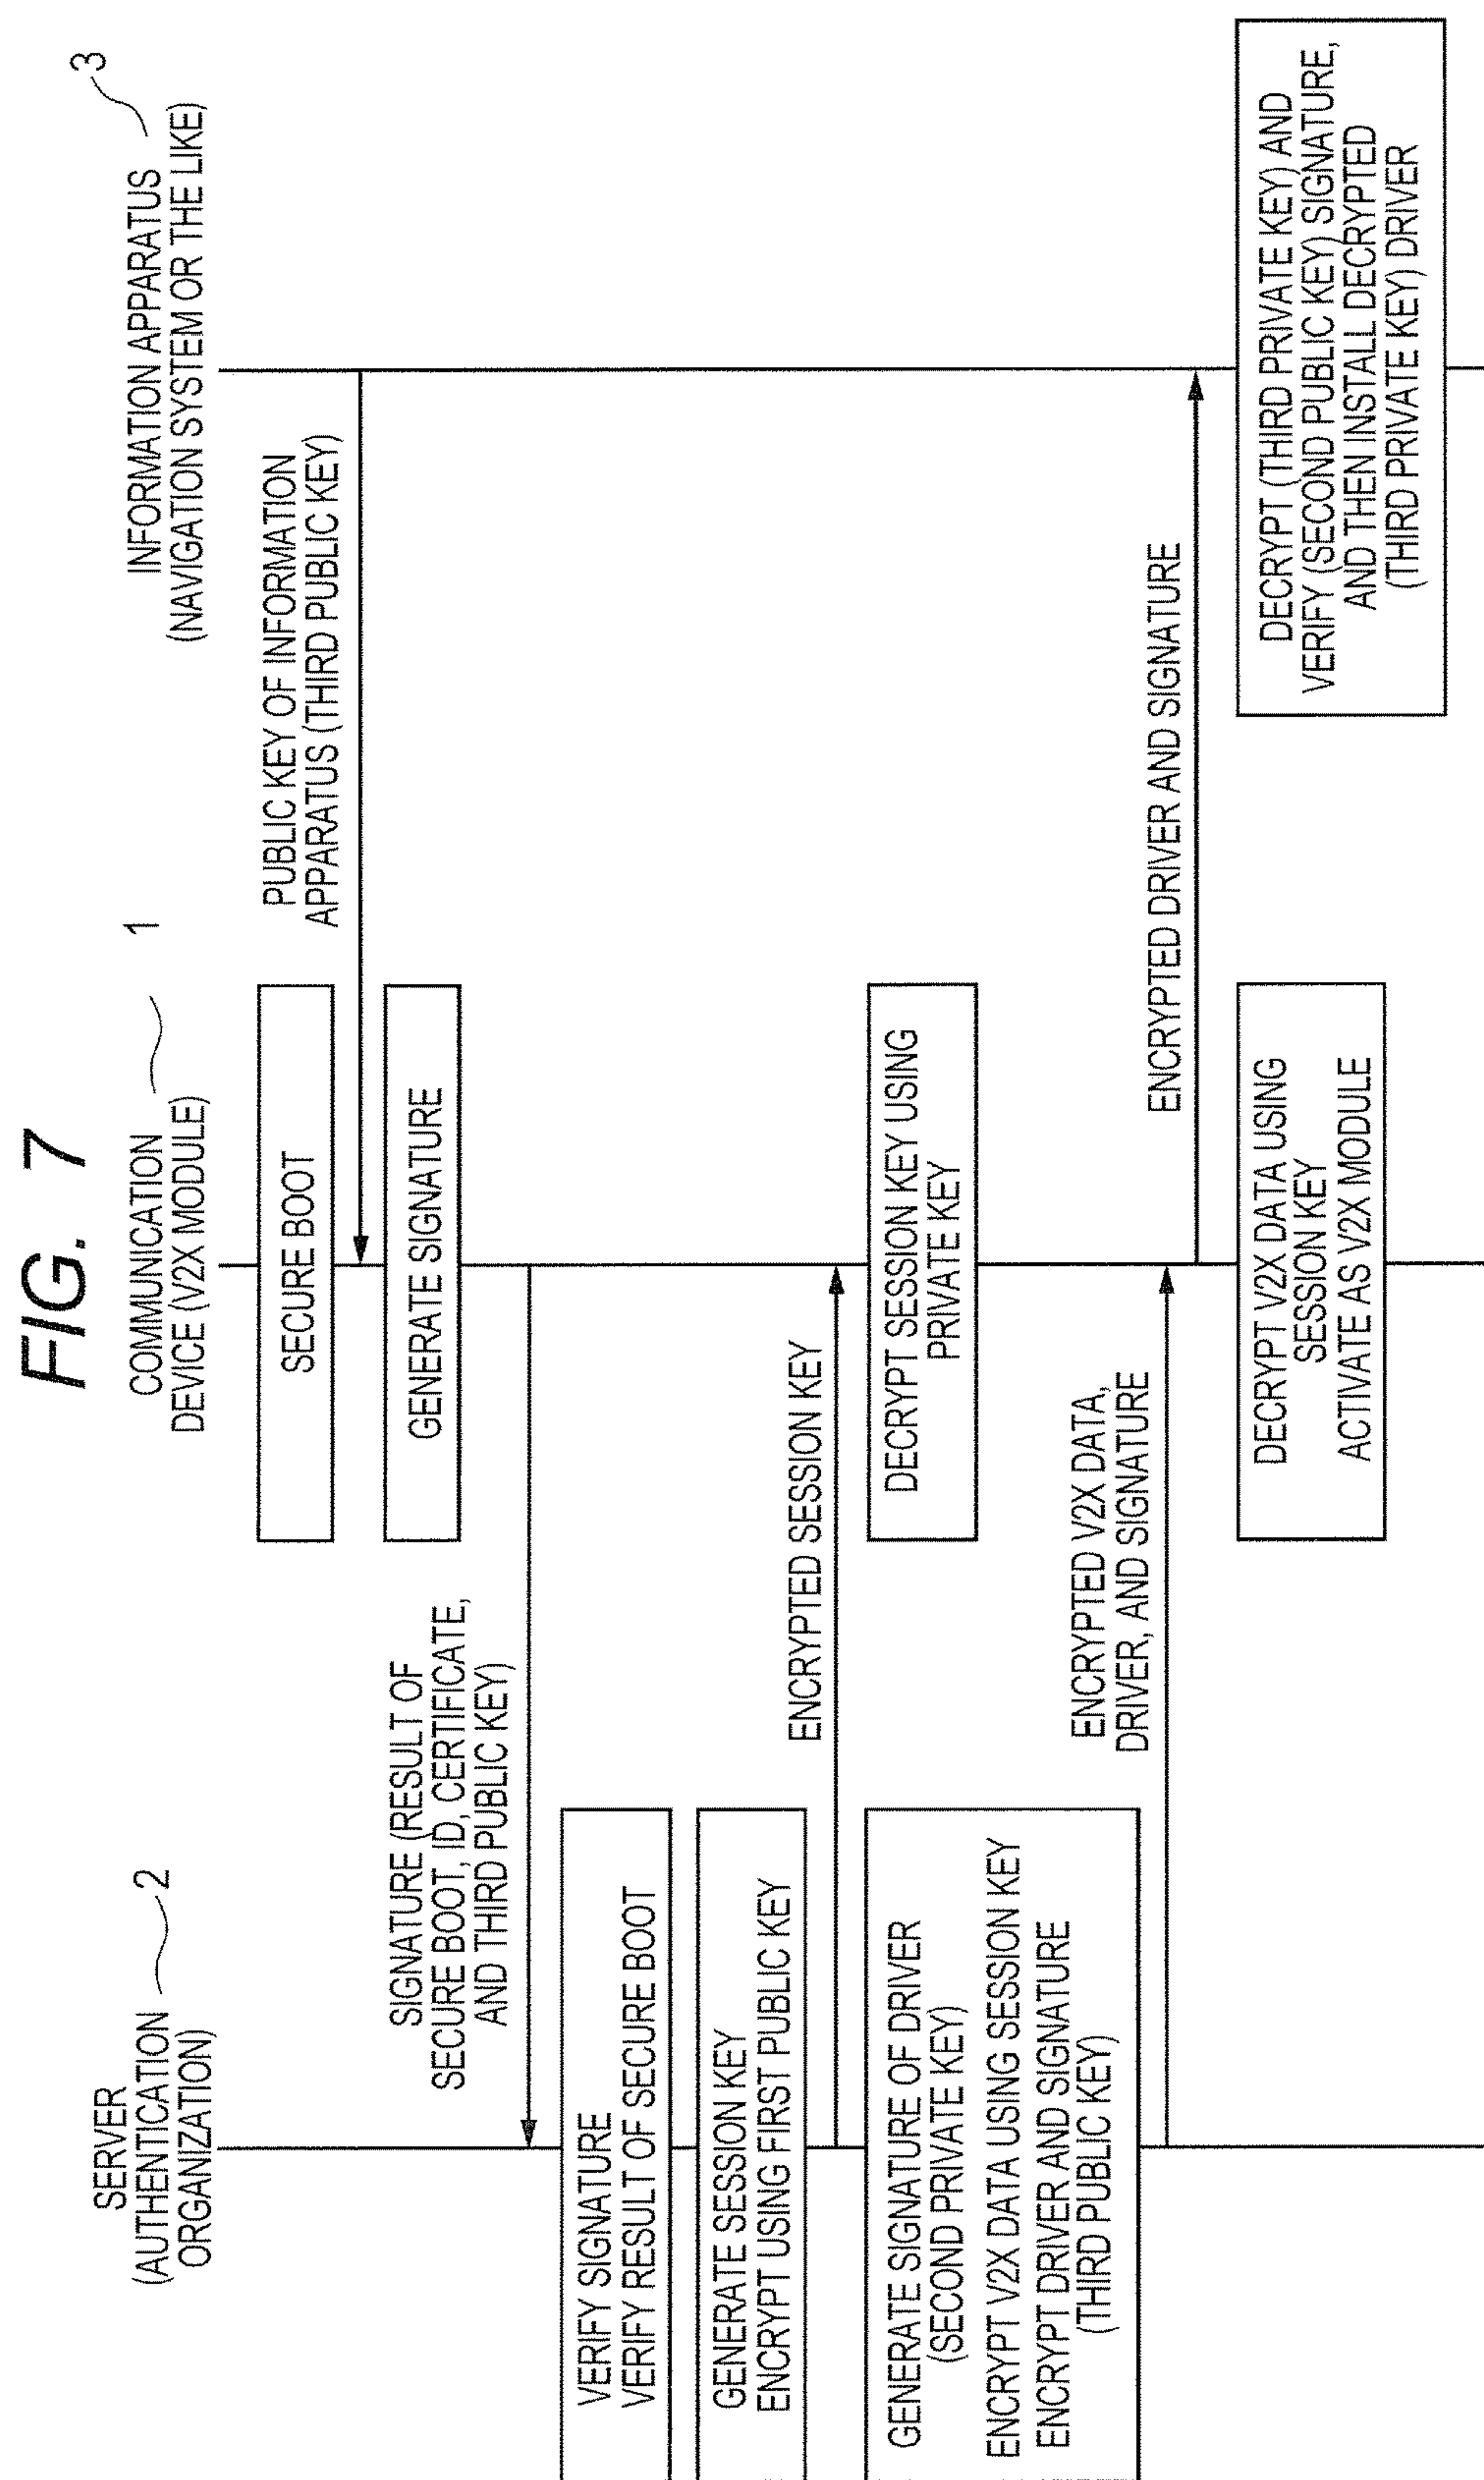 FIG. 7
SERVER
(AUTHENTICATION
ORGANIZATION)
2
COMMUNICATION
DEVICE (V2X MODULE)
1
INFORMATION APPARATUS
(NAVIGATION SYSTEM OR THE LIKE)
3
SECURE BOOT
PUBLIC KEY OF INFORMATION
APPARATUS (THIRD PUBLIC KEY)
GENERATE SIGNATURE
SIGNATURE (RESULT OF
SECURE BOOT, ID, CERTIFICATE,
AND THIRD PUBLIC KEY)
VERIFY SIGNATURE
VERIFY RESULT OF SECURE BOOT
GENERATE SESSION KEY
ENCRYPT USING FIRST PUBLIC KEY
ENCRYPTED SESSION KEY
GENERATE SIGNATURE OF DRIVER
(SECOND PRIVATE KEY)
ENCRYPT V2X DATA USING SESSION KEY
ENCRYPT DRIVER AND SIGNATURE
(THIRD PUBLIC KEY)
DECRYPT SESSION KEY USING
PRIVATE KEY
ENCRYPTED V2X DATA,
DRIVER, AND SIGNATURE
ENCRYPTED DRIVER AND SIGNATURE
DECRYPT V2X DATA USING
SESSION KEY
ACTIVATE AS V2X MODULE
DECRYPT (THIRD PRIVATE KEY) AND
VERIFY (SECOND PUBLIC KEY) SIGNATURE,
AND THEN INSTALL DECRYPTED
(THIRD PRIVATE KEY) DRIVER